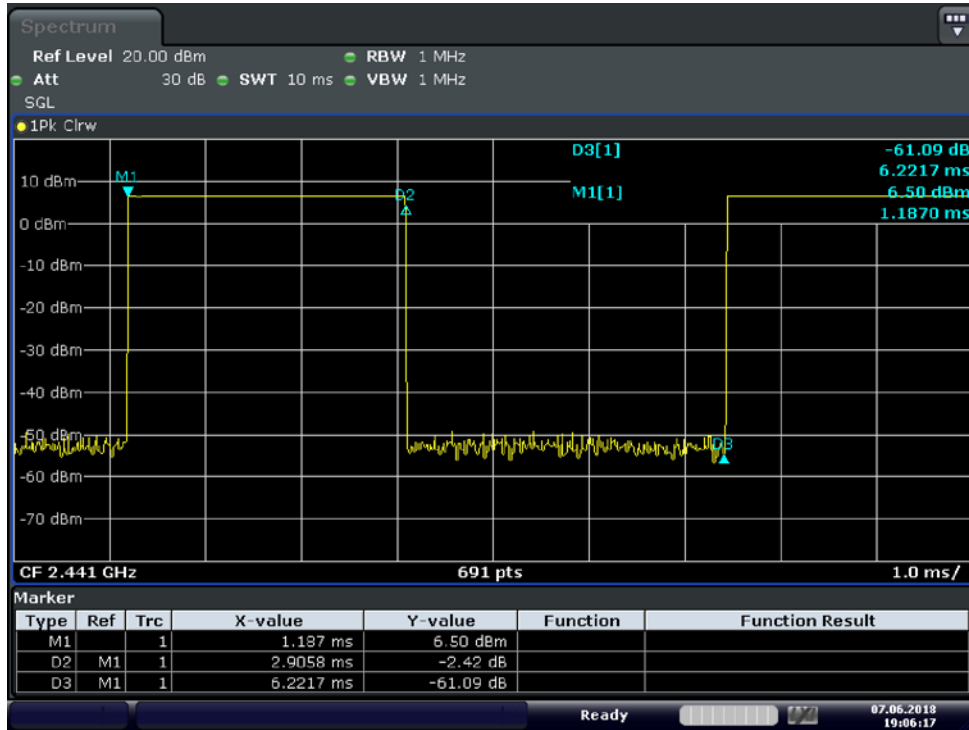 Spectrum
Ref Level 20.00 dBm RBW 1 MHz
Att 30 dB SWT 10 ms VBW 1 MHz
SGL
1Pk Clrw
D3[1] -61.09 dB
6.2217 ms
M1[1] 6.50 dBm
1.1870 ms
M1
D2
D3
10 dBm
0 dBm
-10 dBm
-20 dBm
-30 dBm
-40 dBm
-50 dBm
-60 dBm
-70 dBm
CF 2.441 GHz 691 pts 1.0 ms/
Marker
Type Ref Trc X-value Y-value Function Function Result
M1 1 1.187 ms 6.50 dBm
D2 M1 1 2.9058 ms -2.42 dB
D3 M1 1 6.2217 ms -61.09 dB
Ready 07.06.2018
19:06:17